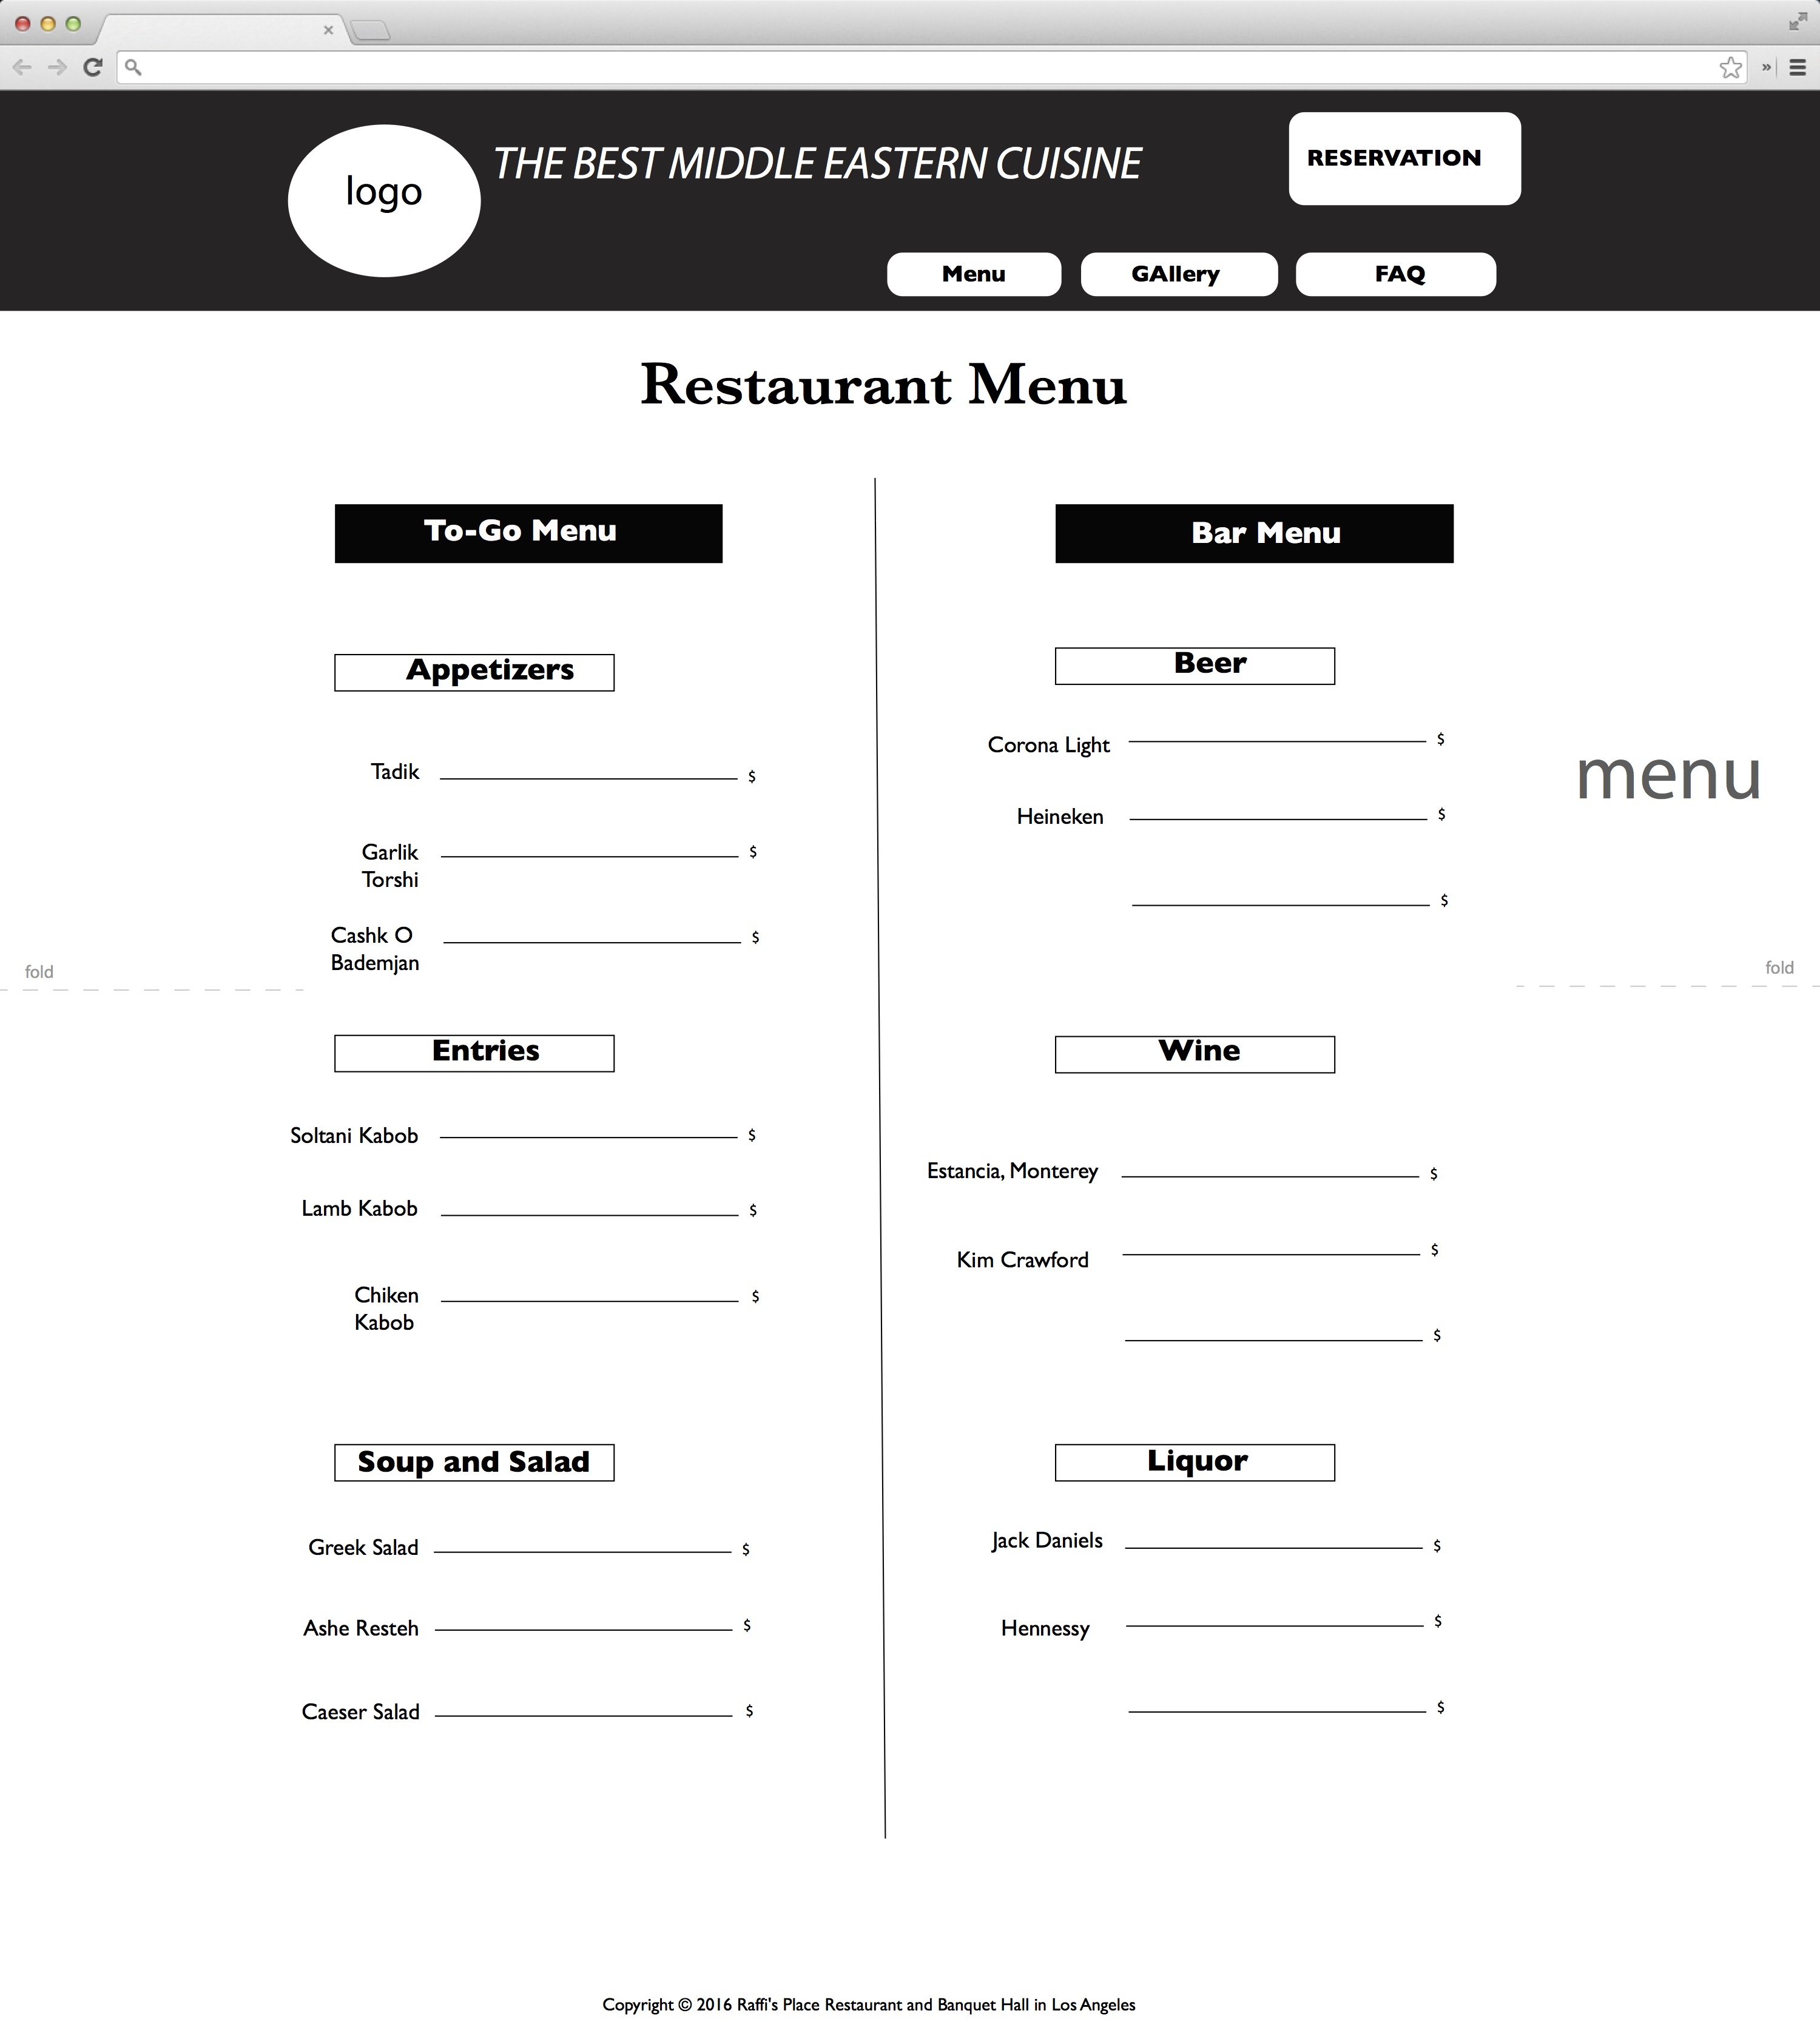 logo
THE BEST MIDDLE EASTERN CUISINE
RESERVATION
Menu
GAllery
FAQ
Restaurant Menu
To-Go Menu
Appetizers
Tadik $
Garlik $
Torshi
Cashk O $
Bademjan
fold
Entries
Soltani Kabob $
Lamb Kabob $
Chiken $
Kabob
Soup and Salad
Greek Salad $
Ashe Resteh $
Caeser Salad $
Bar Menu
Beer
Corona Light $
Heineken $
$
menu
fold
Wine
Estancia, Monterey $
Kim Crawford $
$
Liquor
Jack Daniels $
Hennessy $
$
Copyright © 2016 Raffi's Place Restaurant and Banquet Hall in Los Angeles